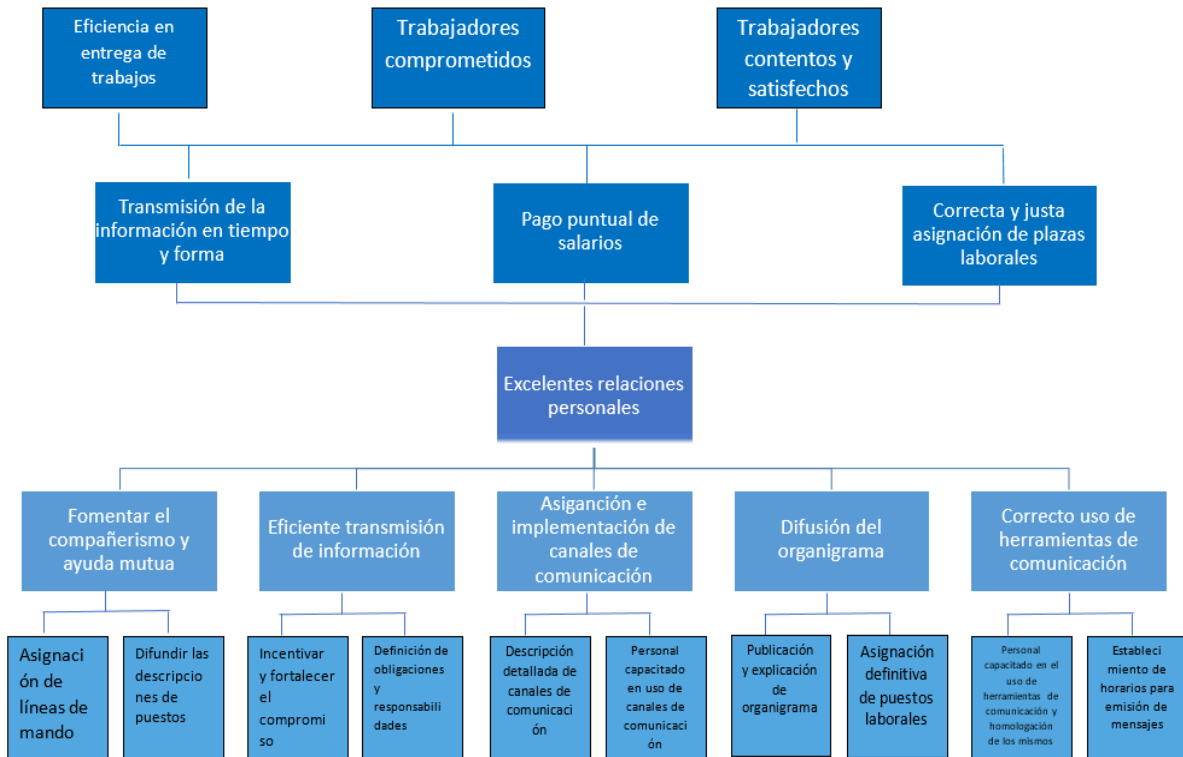 Eficiencia en
entrega de
trabajos
Trabajadores
comprometidos
Trabajadores
contentos y
satisfechos
Transmisión de la
información en tiempo
y forma
Pago puntual de
salarios
Correcta y justa
asignación de plazas
laborales
Excelentes relaciones
personales
Fomentar el
compañerismo y
ayuda mutua
Eficiente transmisión
de información
Asiganción e
implementación de
canales de
comunicación
Difusión del
organigrama
Correcto uso de
herramientas de
comunicación
Asignaci
ón de
líneas de
mando
Difundir las
descripcio
nes de
puestos
Incentivar
y fortalecer
el
compromi
so
Definición de
obligaciones
y
responsabili
dades
Descripción
detallada de
canales de
comunicaci
ón
Personal
capacitado
en uso de
canales de
comunicaci
ón
Publicación
y explicación
de
organigrama
Asignación
definitiva
de puestos
laborales
Personal
capacitado en el
uso de
herramientas de
comunicación y
homologación
de los mismos
Estableci
miento de
horarios para
emisión de
mensajes